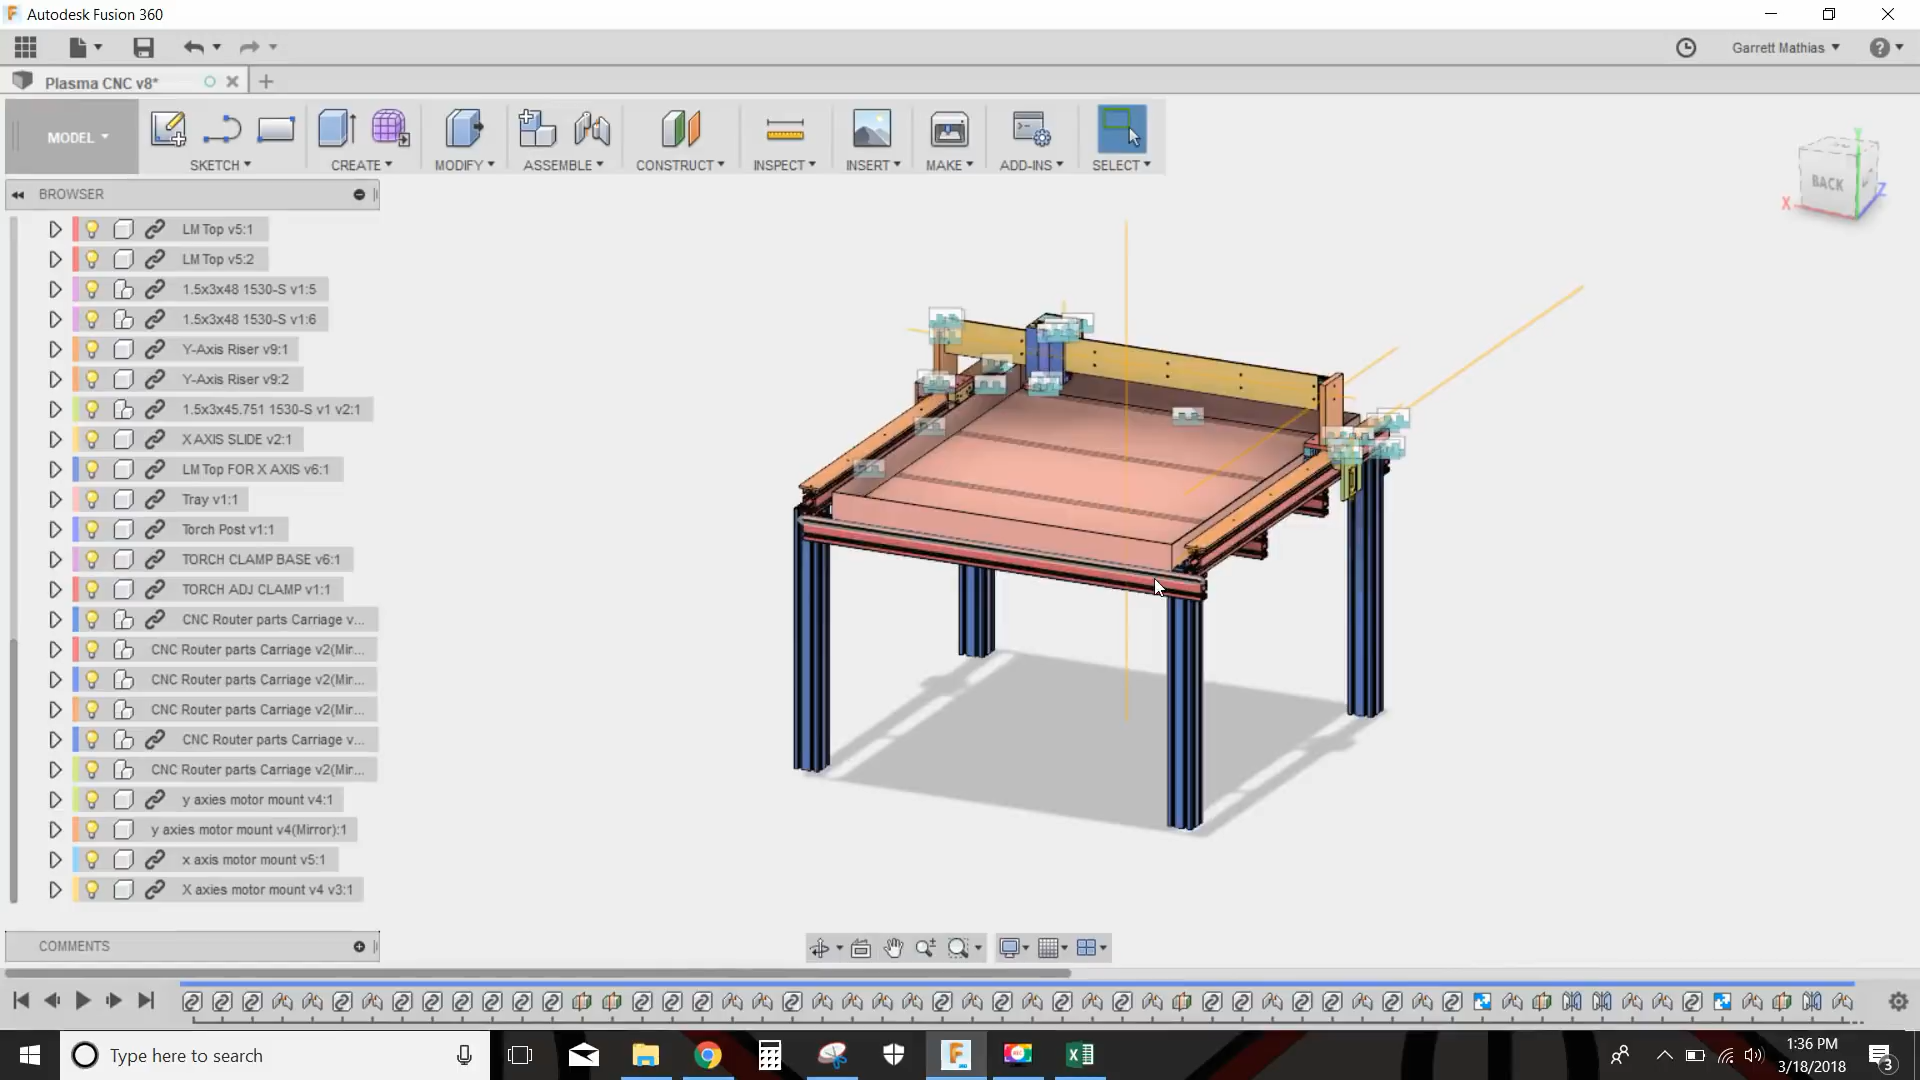 Autodesk Fusion 360
Garrett Mathias
Plasma CNC v8*
MODEL
SKETCH
CREATE
MODIFY
ASSEMBLE
CONSTRUCT
INSPECT
INSERT
MAKE
ADD-INS
SELECT
BROWSER
BACK
X
Z
LM Top v5:1
LM Top v5:2
1.5x3x48 1530-S v1:5
1.5x3x48 1530-S v1:6
Y-Axis Riser v9:1
Y-Axis Riser v9:2
1.5x3x45.751 1530-S v1 v2:1
X AXIS SLIDE v2:1
LM Top FOR X AXIS v6:1
Tray v1:1
Torch Post v1:1
TORCH CLAMP BASE v6:1
TORCH ADJ CLAMP v1:1
CNC Router parts Carriage v...
CNC Router parts Carriage v2(Mir...
CNC Router parts Carriage v2(Mir...
CNC Router parts Carriage v2(Mir...
CNC Router parts Carriage v...
CNC Router parts Carriage v2(Mir...
y axies motor mount v4:1
y axies motor mount v4(Mirror):1
x axis motor mount v5:1
X axies motor mount v4 v3:1
COMMENTS
Type here to search
1:36 PM
3/18/2018
3